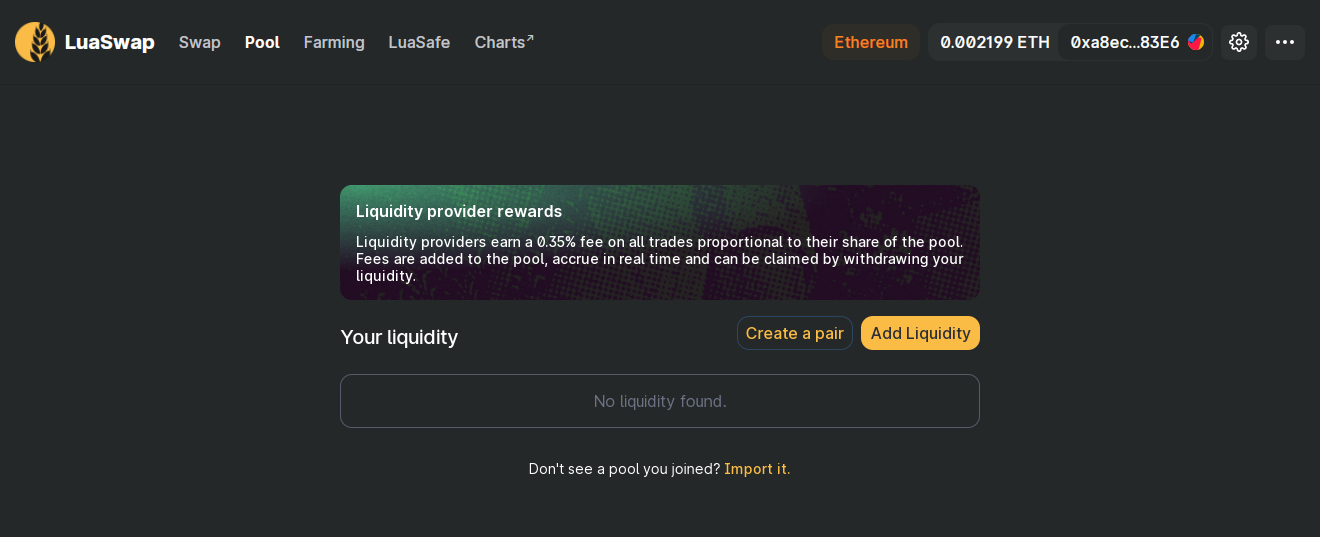 LuaSwap Swap Pool Farming LuaSafe Charts↗ Ethereum 0.002199 ETH 0xa8ec...83E6
Liquidity provider rewards
Liquidity providers earn a 0.35% fee on all trades proportional to their share of the pool.
Fees are added to the pool, accrue in real time and can be claimed by withdrawing your
liquidity.
Your liquidity Create a pair Add Liquidity
No liquidity found.
Don't see a pool you joined? Import it.